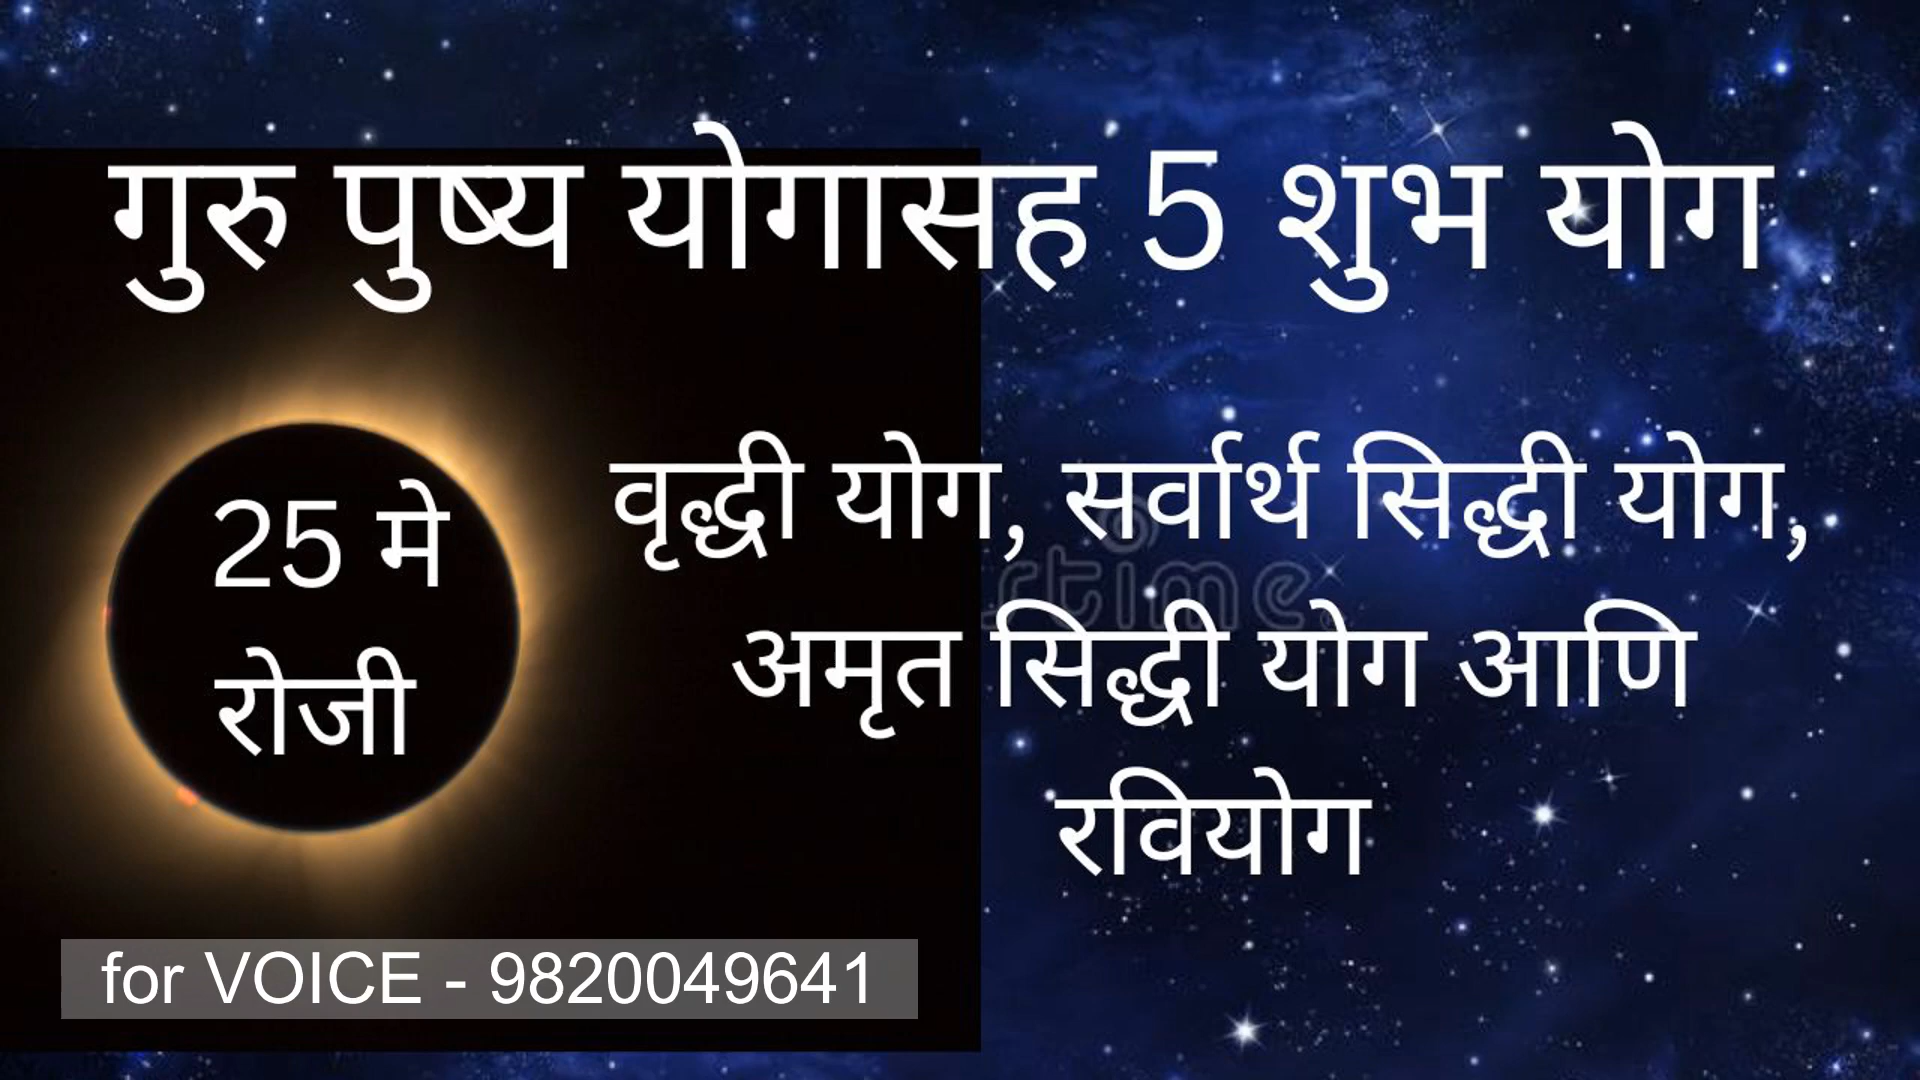 गुरु पुष्य योगासह 5 शुभ योग
25 मे
रोजी
वृद्धी योग, सर्वार्थ सिद्धी योग,
अमृत सिद्धी योग आणि
रवियोग
for VOICE - 9820049641